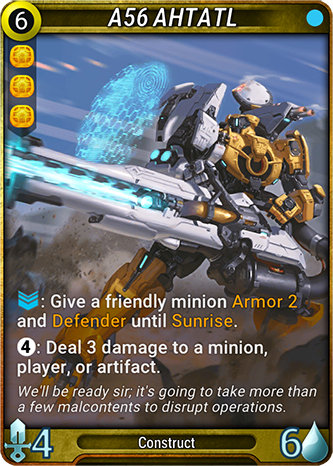 6
A56 AHTATL
: Give a friendly minion Armor 2
and Defender until Sunrise.
4: Deal 3 damage to a minion,
player, or artifact.
We'll be ready sir; it's going to take more than
a few malcontents to disrupt operations.
4
Construct
6